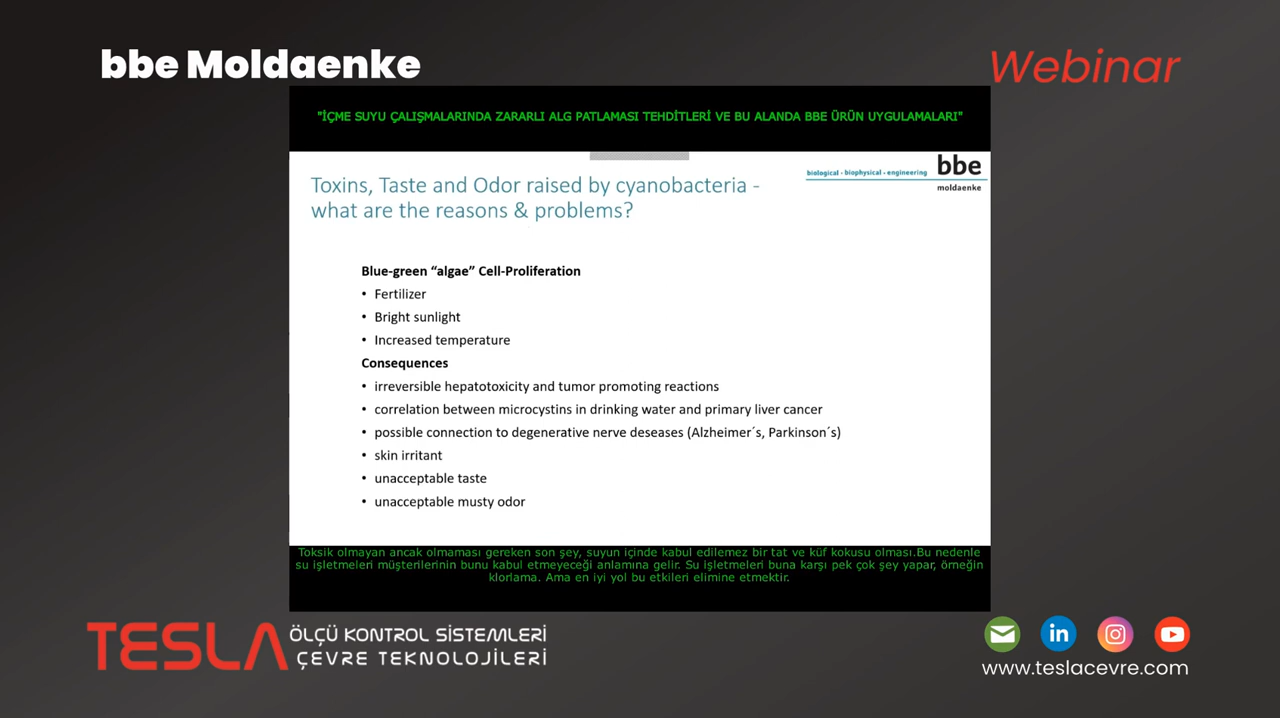 bbe Moldaenke
Webinar
"İÇME SUYU ÇALIŞMALARINDA ZARARLI ALG PATLAMASI TEHDİTLERİ VE BU ALANDA BBE ÜRÜN UYGULAMALARI"
biological - biophysical - engineering
bbe
moldaenke
Toxins, Taste and Odor raised by cyanobacteria -
what are the reasons & problems?
Blue-green “algae” Cell-Proliferation
• Fertilizer
• Bright sunlight
• Increased temperature
Consequences
• irreversible hepatotoxicity and tumor promoting reactions
• correlation between microcystins in drinking water and primary liver cancer
• possible connection to degenerative nerve deseases (Alzheimer´s, Parkinson´s)
• skin irritant
• unacceptable taste
• unacceptable musty odor
Toksik olmayan ancak olmaması gereken son şey, suyun içinde kabul edilemez bir tat ve küf kokusu olması.Bu nedenle
su işletmeleri müşterilerinin bunu kabul etmeyeceği anlamına gelir. Su işletmeleri buna karşı pek çok şey yapar, örneğin
klorlama. Ama en iyi yol bu etkileri elimine etmektir.
TESLA
ÖLÇÜ KONTROL SİSTEMLERİ
ÇEVRE TEKNOLOJİLERİ
in
www.teslacevre.com